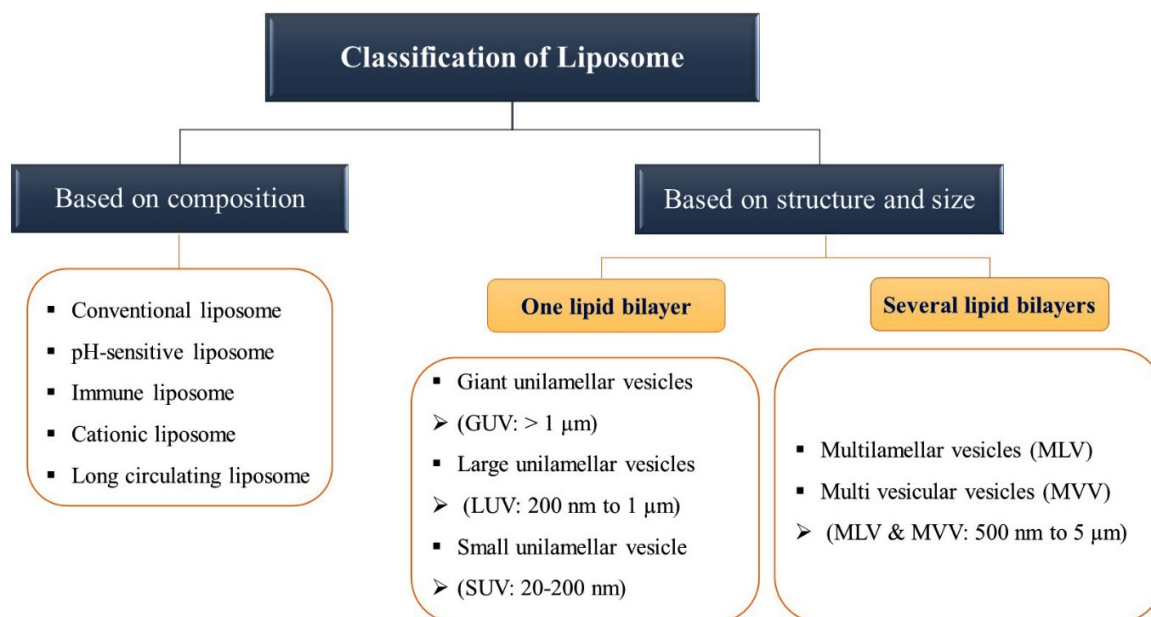 Classification of Liposome
Based on composition
Based on structure and size
▪ Conventional liposome
▪ pH-sensitive liposome
▪ Immune liposome
▪ Cationic liposome
▪ Long circulating liposome
One lipid bilayer
▪ Giant unilamellar vesicles
➢ (GUV: > 1 μm)
▪ Large unilamellar vesicles
➢ (LUV: 200 nm to 1 μm)
▪ Small unilamellar vesicle
➢ (SUV: 20-200 nm)
Several lipid bilayers
▪ Multilamellar vesicles (MLV)
▪ Multi vesicular vesicles (MVV)
➢ (MLV & MVV: 500 nm to 5 μm)